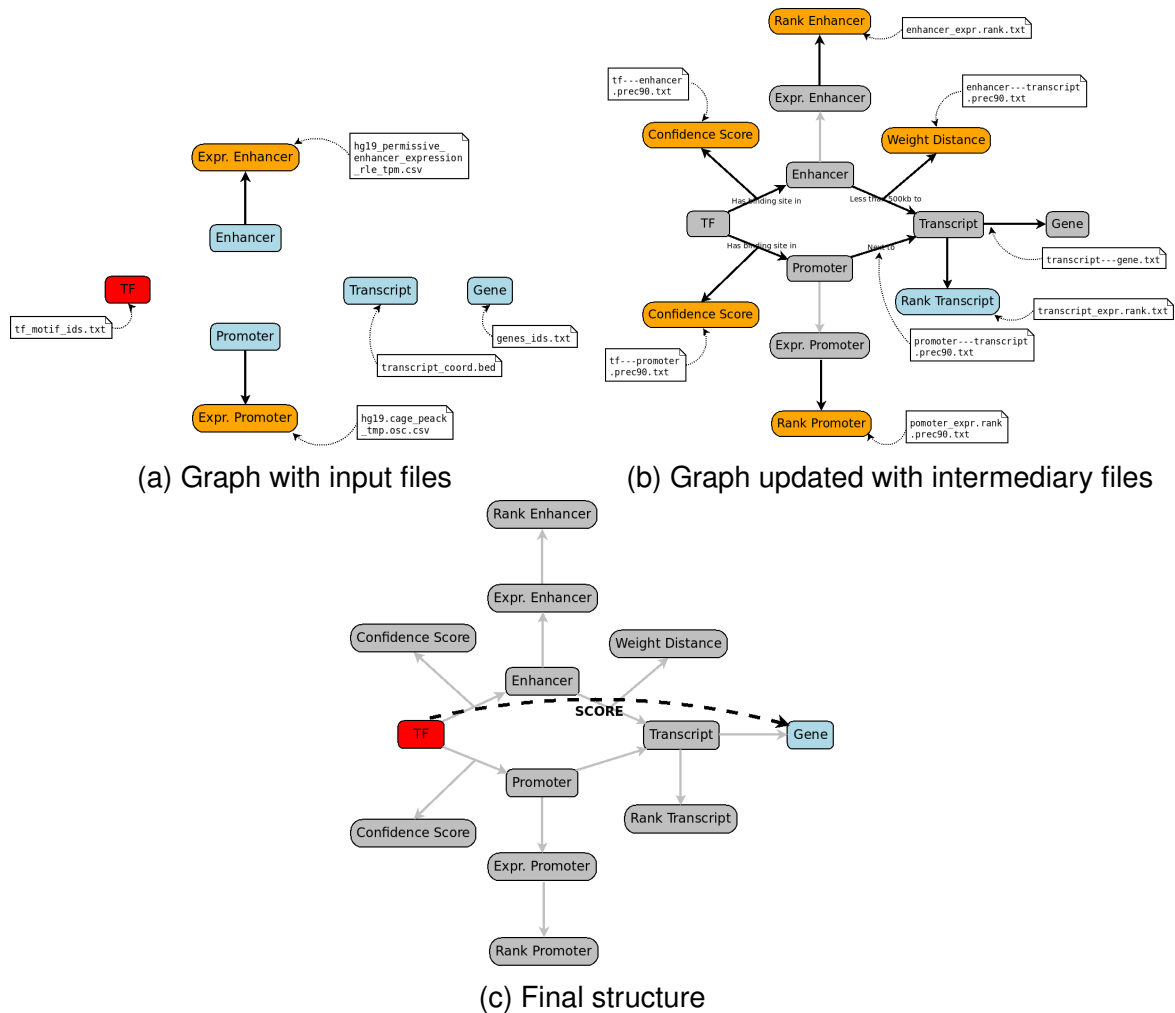 Expr. Enhancer
hg19_permissive_
enhancer_expression
_rle_tpm.csv
Enhancer
TF
tf_motif_ids.txt
Promoter
Transcript
Gene
genes_ids.txt
transcript_coord.bed
Expr. Promoter
hg19.cage_peack
_tmp.osc.csv
(a) Graph with input files
Rank Enhancer
enhancer_expr.rank.txt
tf---enhancer
.prec90.txt
Expr. Enhancer
enhancer---transcript
.prec90.txt
Confidence Score
Weight Distance
Enhancer
Has binding site in
Less than 500kb to
TF
Transcript
Gene
Has binding site in
Next to
Promoter
transcript---gene.txt
Rank Transcript
transcript_expr.rank.txt
Confidence Score
Expr. Promoter
promoter---transcript
.prec90.txt
tf---promoter
.prec90.txt
Rank Promoter
pomoter_expr.rank
.prec90.txt
(b) Graph updated with intermediary files
Rank Enhancer
Expr. Enhancer
Confidence Score
Weight Distance
Enhancer
SCORE
TF
Transcript
Gene
Promoter
Rank Transcript
Confidence Score
Expr. Promoter
Rank Promoter
(c) Final structure